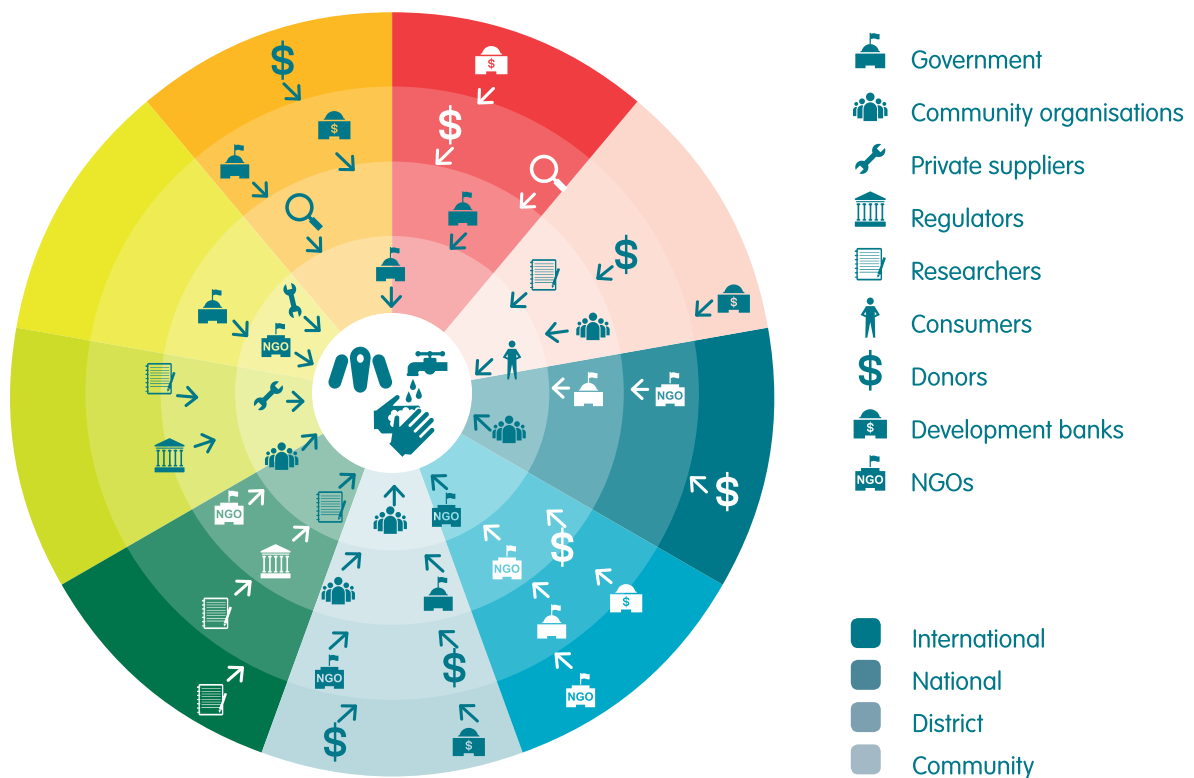 $
$
$
$
Government
Community organisations
Private suppliers
Regulators
Researchers
Consumers
$
Donors
$
Development banks
NGO
NGOs
$
$
NGO
NGO
$
NGO
NGO
NGO
$
$
NGO
$
NGO
$
$
International
National
District
Community